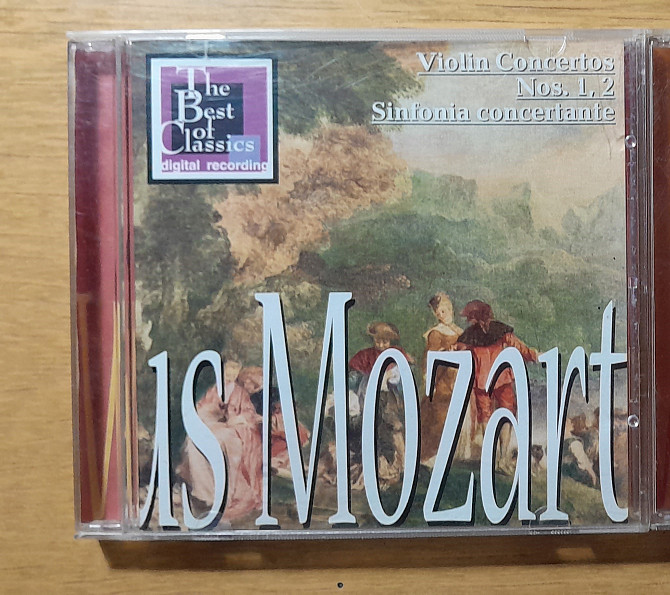 The
Best
of
Classics
digital recording
Violin Concertos
Nos. 1, 2
Sinfonia concertante
us Mozart